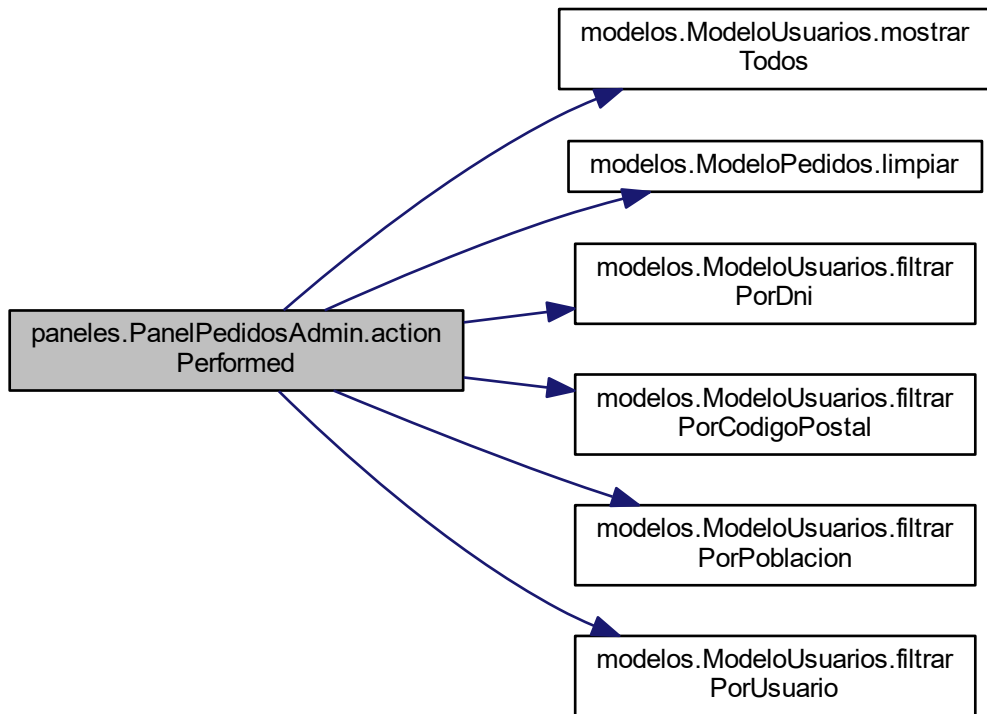 modelos.ModeloUsuarios.mostrar
Todos
modelos.ModeloPedidos.limpiar
modelos.ModeloUsuarios.filtrar
PorDni
paneles.PanelPedidosAdmin.action
Performed
modelos.ModeloUsuarios.filtrar
PorCodigoPostal
modelos.ModeloUsuarios.filtrar
PorPoblacion
modelos.ModeloUsuarios.filtrar
PorUsuario